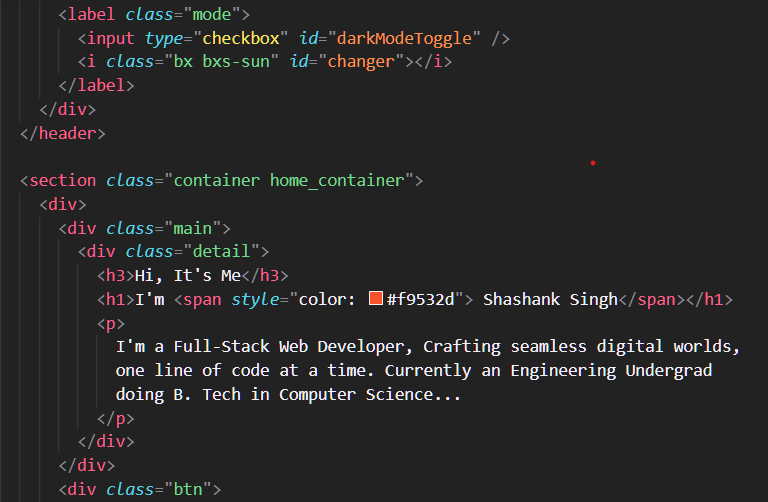 <label class="mode">
<input type="checkbox" id="darkModeToggle" />
<i class="bx bxs-sun" id="changer"></i>
</label>
</div>
</header>
<section class="container home_container">
<div>
<div class="main">
<div class="detail">
<h3>Hi, It's Me</h3>
<h1>I'm <span style="color: #f9532d"> Shashank Singh</span></h1>
<p>
I'm a Full-Stack Web Developer, Crafting seamless digital worlds,
one line of code at a time. Currently an Engineering Undergrad
doing B. Tech in Computer Science...
</p>
</div>
</div>
<div class="btn">